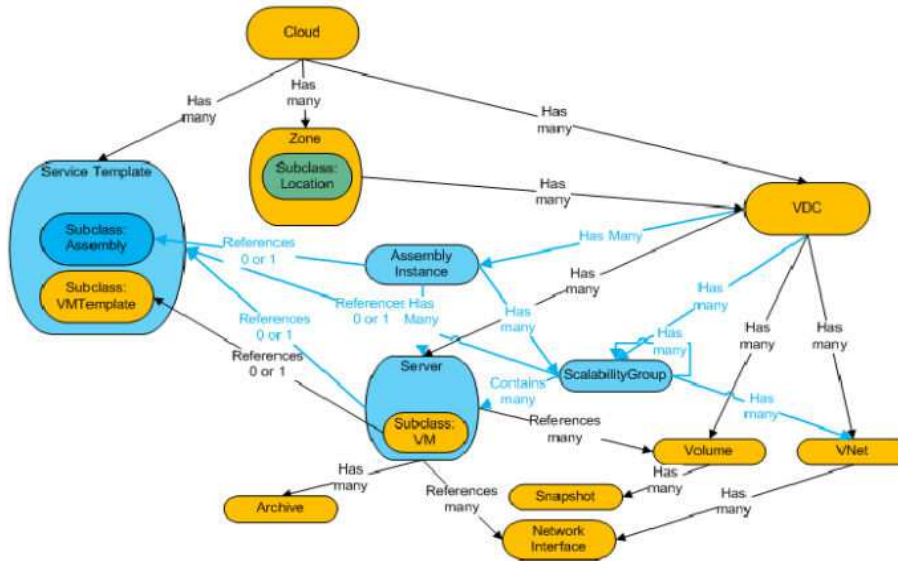 Cloud
Has
many
Has
many
Has
many
Zone
Subclass:
Location
Service Template
Subclass:
Assembly
Subclass:
VMTemplate
Has
many
VDC
References
0 or 1
Assembly
Instance
Has Many
References
0 or 1
References
0 or 1
Has
Many
Has
many
Has
many
Has
many
Has
many
Has
many
Has
many
References
0 or 1
Server
Subclass:
VM
Contains
many
ScalabilityGroup
Has
many
References
many
Volume
VNet
Has
many
References
many
Has
many
Has
many
Archive
Snapshot
Network
Interface